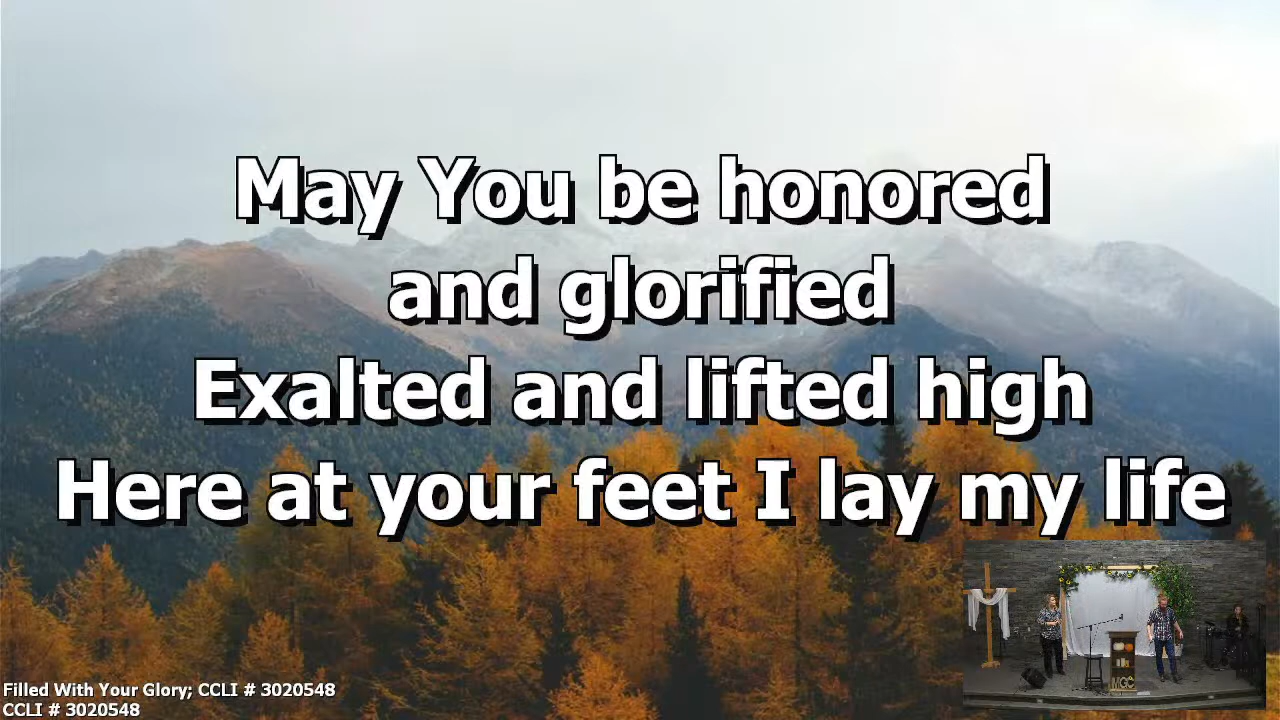 May You be honored
and glorified
Exalted and lifted high
Here at your feet I lay my life
MGC
Filled With Your Glory; CCLI # 3020548
CCLI # 3020548